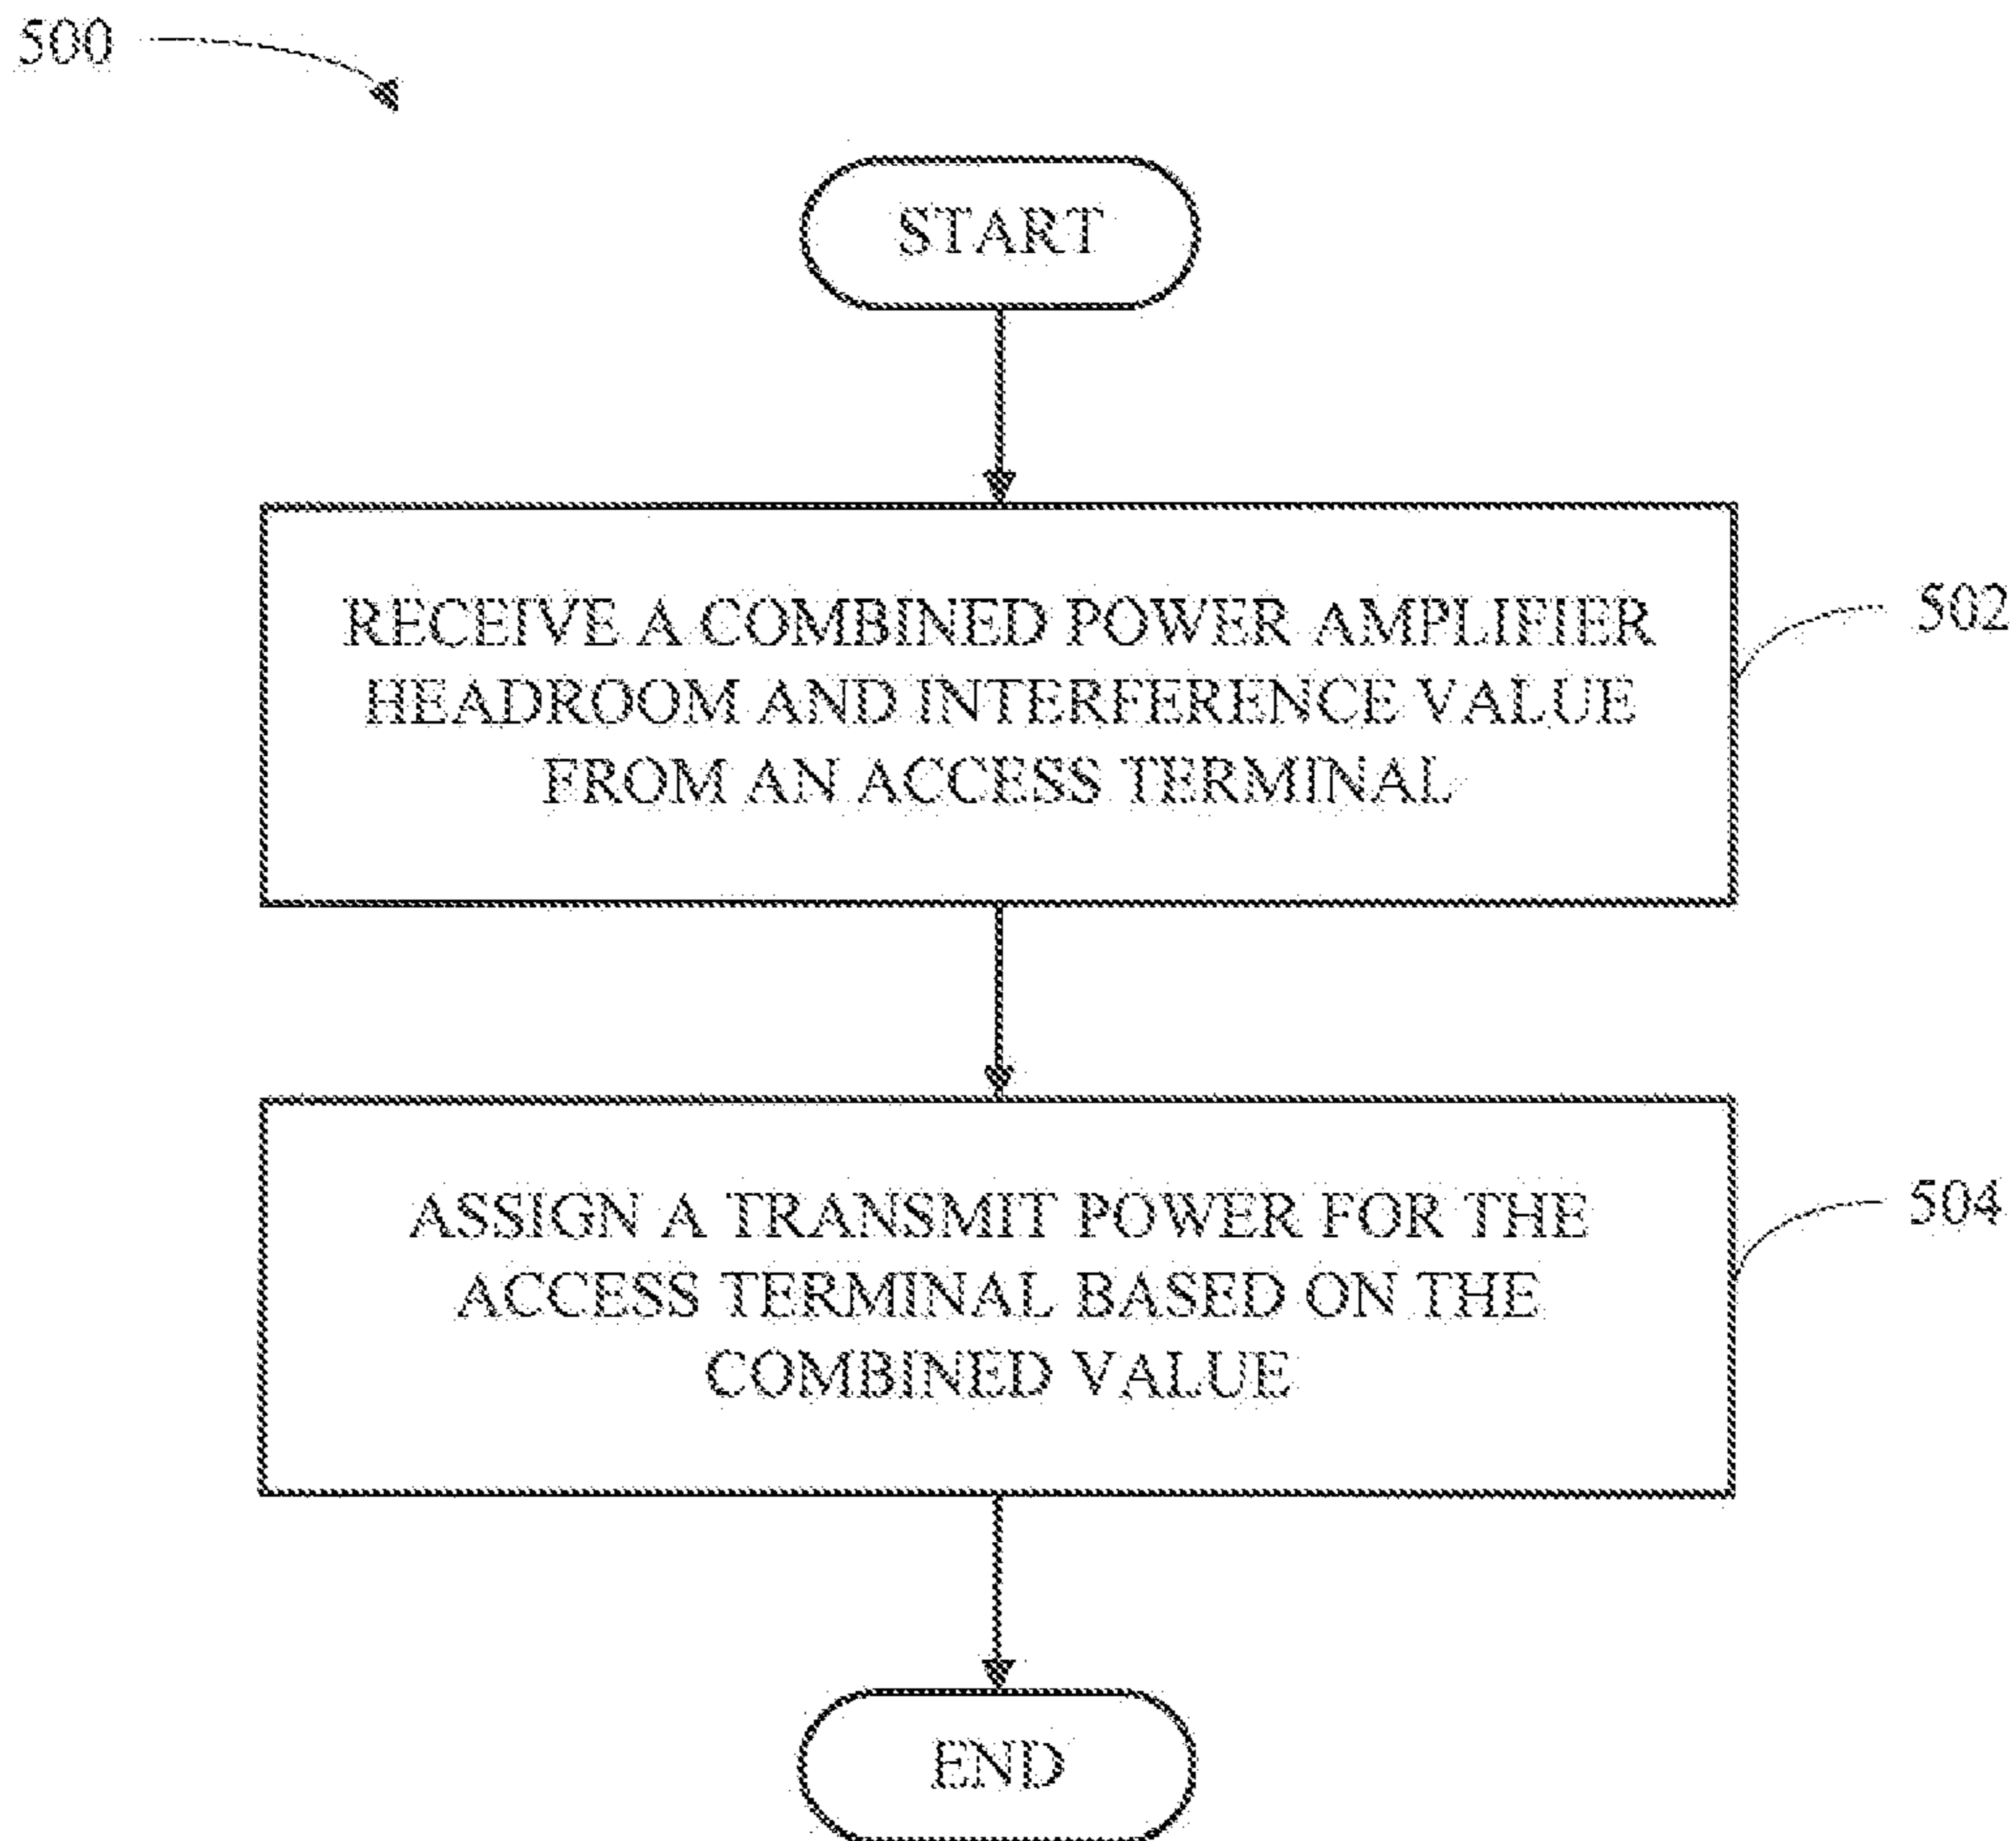 500
START
RECEIVE A COMBINED POWER AMPLIFIER
HEADROOM AND INTERFERENCE VALUE
FROM AN ACCESS TERMINAL
502
ASSIGN A TRANSMIT POWER FOR THE
ACCESS TERMINAL BASED ON THE
COMBINED VALUE
504
END